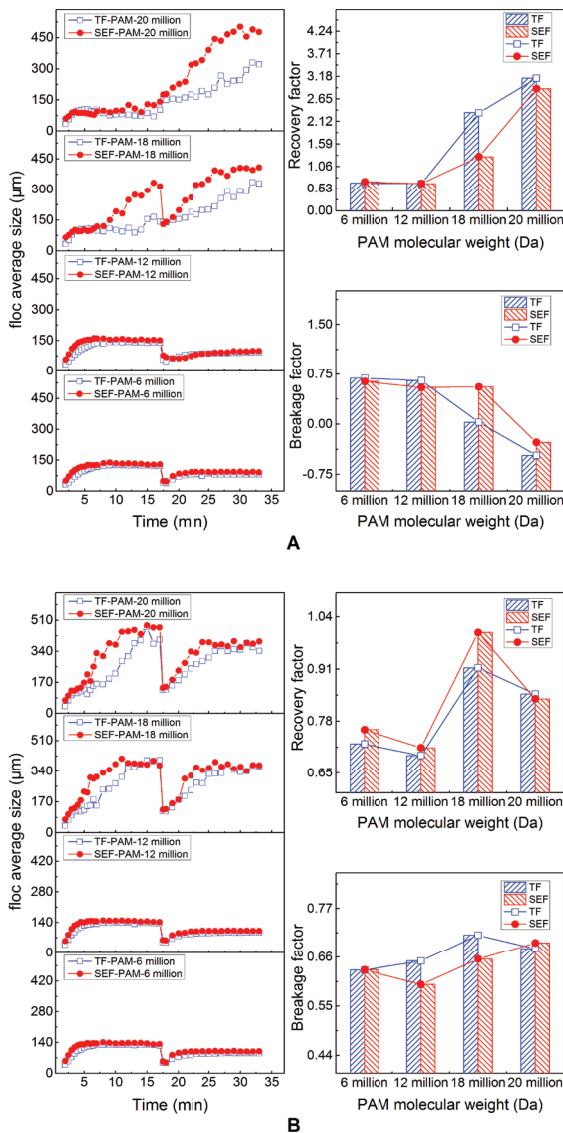 TF-PAM-20 million
SEF-PAM-20 million
450
300
150
0
TF-PAM-18 million
SEF-PAM-18 million
450
300
150
0
TF-PAM-12 million
SEF-PAM-12 million
450
300
150
0
TF-PAM-6 million
SEF-PAM-6 million
450
300
150
0
floc average size (µm)
5 10 15 20 25 30 35
Time (min)
TF
SEF
TF
SEF
4.24
3.71
3.18
2.65
2.12
1.59
1.06
0.63
0.00
Recovery factor
6 million 12 million 18 million 20 million
PAM molecular weight (Da)
TF
SEF
TF
SEF
1.50
0.75
0.00
-0.75
Breakage factor
6 million 12 million 18 million 20 million
PAM molecular weight (Da)
A
TF-PAM-20 million
SEF-PAM-20 million
510
340
170
0
TF-PAM-18 million
SEF-PAM-18 million
510
340
170
0
TF-PAM-12 million
SEF-PAM-12 million
420
280
140
0
TF-PAM-6 million
SEF-PAM-6 million
420
280
140
0
floc average size (µm)
5 10 15 20 25 30 35
Time (min)
TF
SEF
TF
SEF
1.04
0.91
0.78
0.65
Recovery factor
6 million 12 million 18 million 20 million
PAM molecular weight (Da)
TF
SEF
TF
SEF
0.77
0.66
0.55
0.44
Breakage factor
6 million 12 million 18 million 20 million
PAM molecular weight (Da)
B